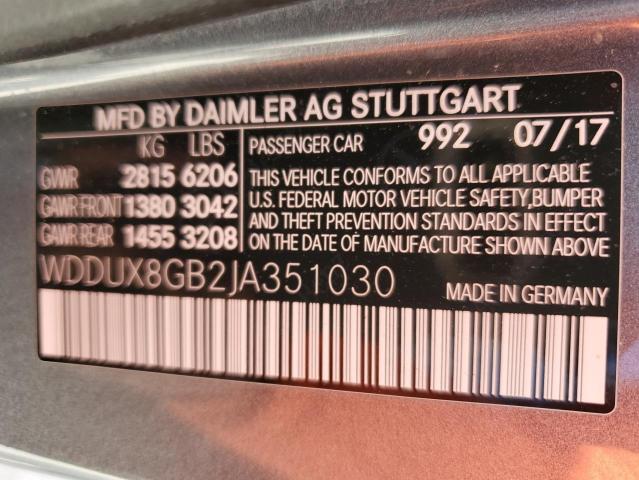 MFD BY DAIMLER AG STUTTGART
KG LBS
GVWR 2815 6206
GAWR FRONT 1380 3042
GAWR REAR 1455 3208
PASSENGER CAR 992 07/17
THIS VEHICLE CONFORMS TO ALL APPLICABLE
U.S. FEDERAL MOTOR VEHICLE SAFETY,BUMPER
AND THEFT PREVENTION STANDARDS IN EFFECT
ON THE DATE OF MANUFACTURE SHOWN ABOVE
WDDUX8GB2JA351030
MADE IN GERMANY